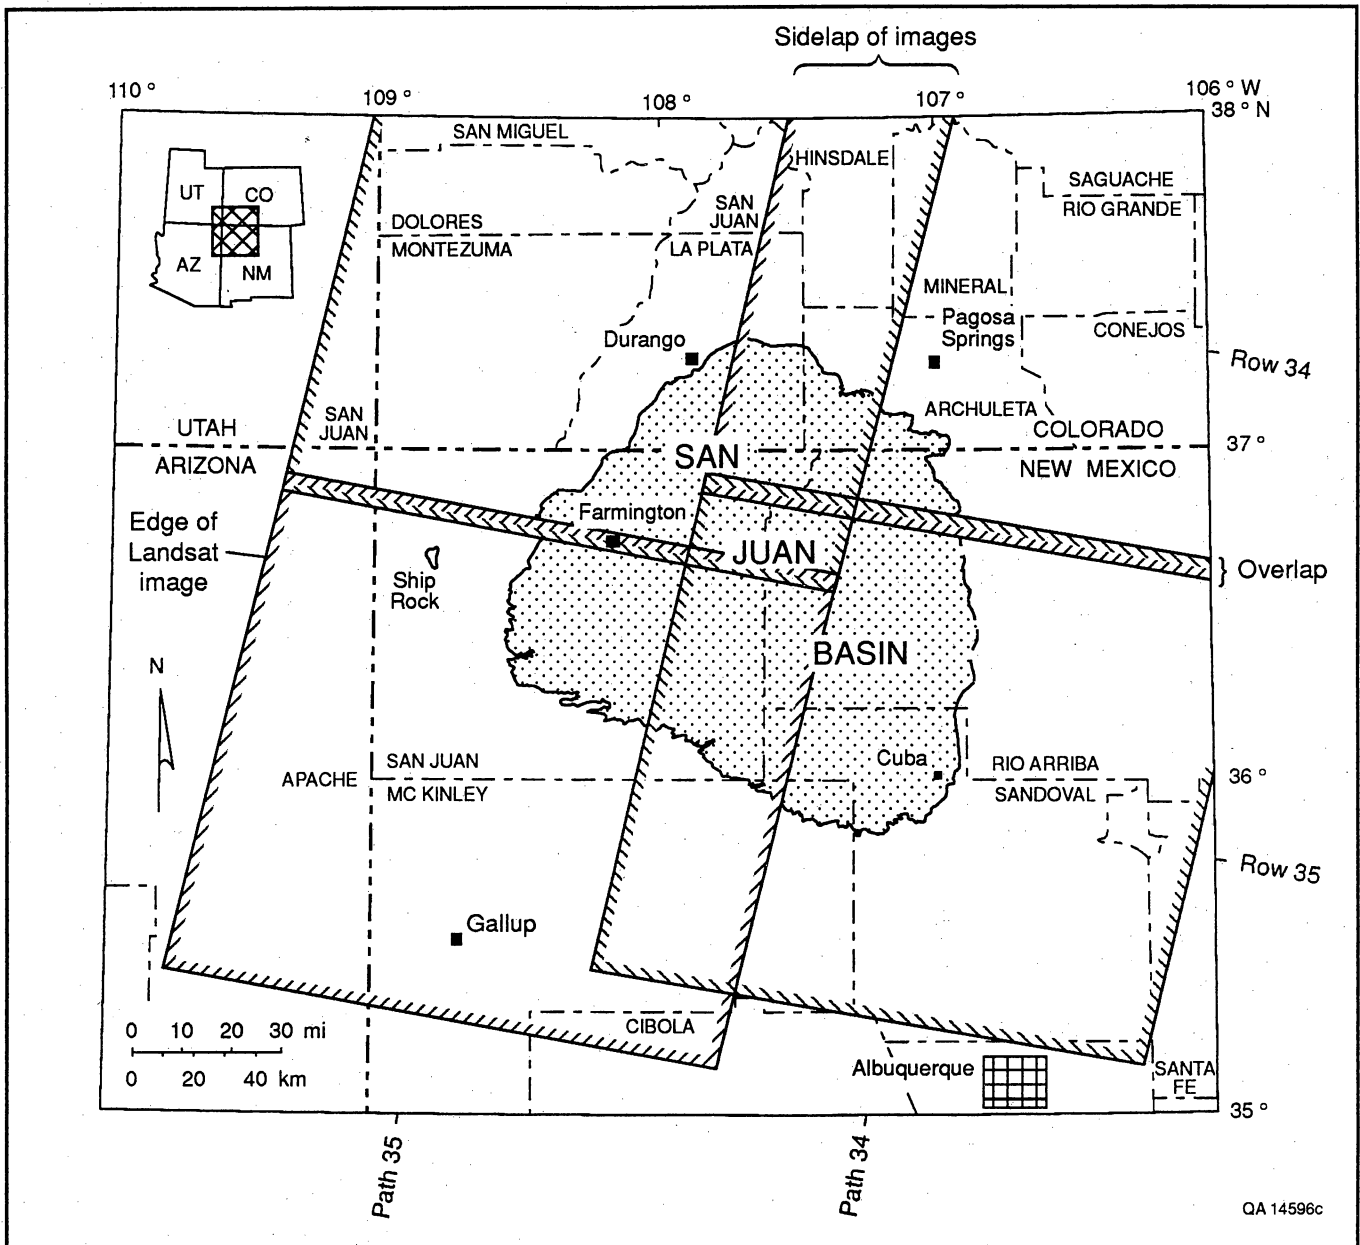 Sidelap of images
110 °
109 °
108 °
107 °
106 ° W
38 ° N
SAN MIGUEL
HINSDALE
UT
CO
AZ
NM
SAGUACHE
RIO GRANDE
DOLORES
MONTEZUMA
SAN
JUAN
LA PLATA
MINERAL
Pagosa
Springs
CONEJOS
Durango
Row 34
SAN
JUAN
ARCHULETA
UTAH
ARIZONA
COLORADO
NEW MEXICO
37 °
SAN
JUAN
BASIN
Farmington
Edge of
Landsat
image
Ship
Rock
Overlap
N
Cuba
APACHE
SAN JUAN
MC KINLEY
RIO ARRIBA
SANDOVAL
36 °
Row 35
Gallup
0 10 20 30 mi
0 20 40 km
CIBOLA
Albuquerque
SANTA
FE
35 °
Path 35
Path 34
QA 14596c